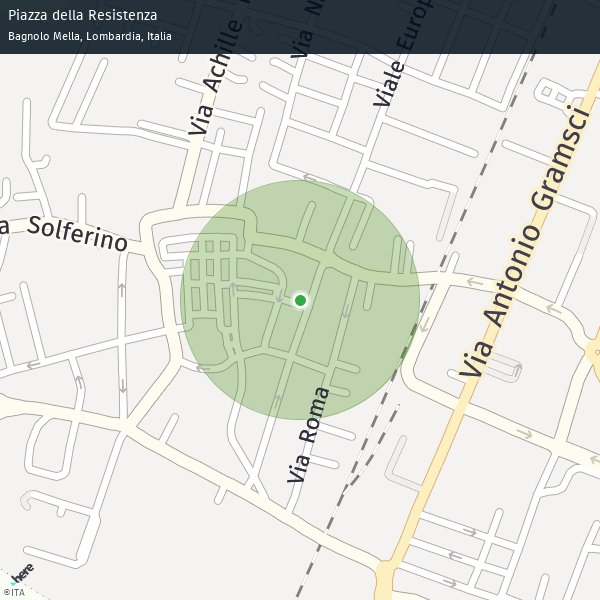 Piazza della Resistenza
Bagnolo Mella, Lombardia, Italia
Via Achille
Via
Viale Europ
Via Antonio Gramsci
Solferino
Via Roma
here
©ITA